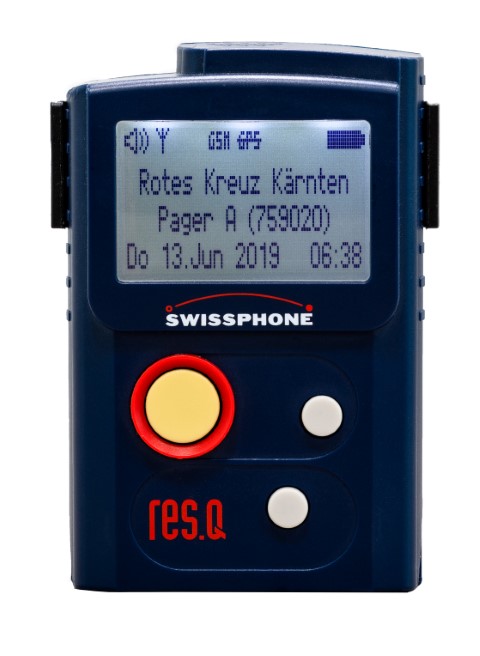 GSM GPS
Rotes Kreuz Kärnten
Pager A (759020)
Do 13.Jun 2019 06:38
SWISSPHONE
res.Q